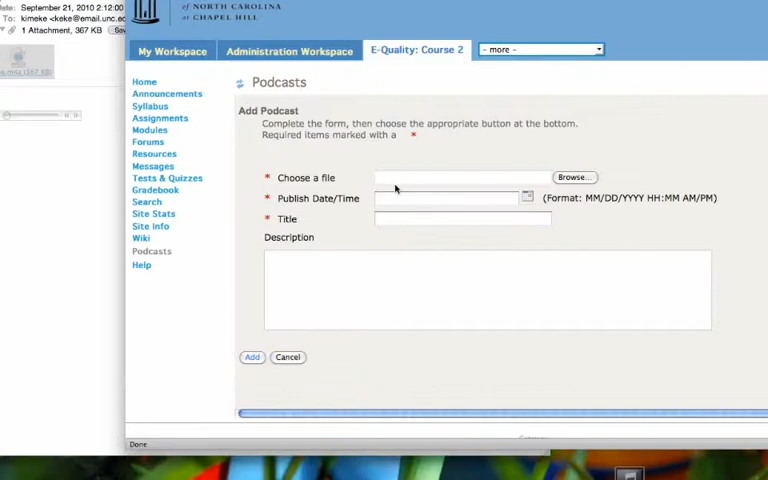 September 21, 2010 2:12:00
To: kimeke <keke@email.unc.ed
1 Attachment, 367 KB
of NORTH CAROLINA
at CHAPEL HILL
My Workspace
Administration Workspace
E-Quality: Course 2
- more -
Home
Announcements
Syllabus
Assignments
Modules
Forums
Resources
Messages
Tests & Quizzes
Gradebook
Search
Site Stats
Site Info
Wiki
Podcasts
Help
Podcasts
Add Podcast
Complete the form, then choose the appropriate button at the bottom.
Required items marked with a *
* Choose a file Browse...
* Publish Date/Time (Format: MM/DD/YYYY HH:MM AM/PM)
* Title
Description
Add Cancel
Done